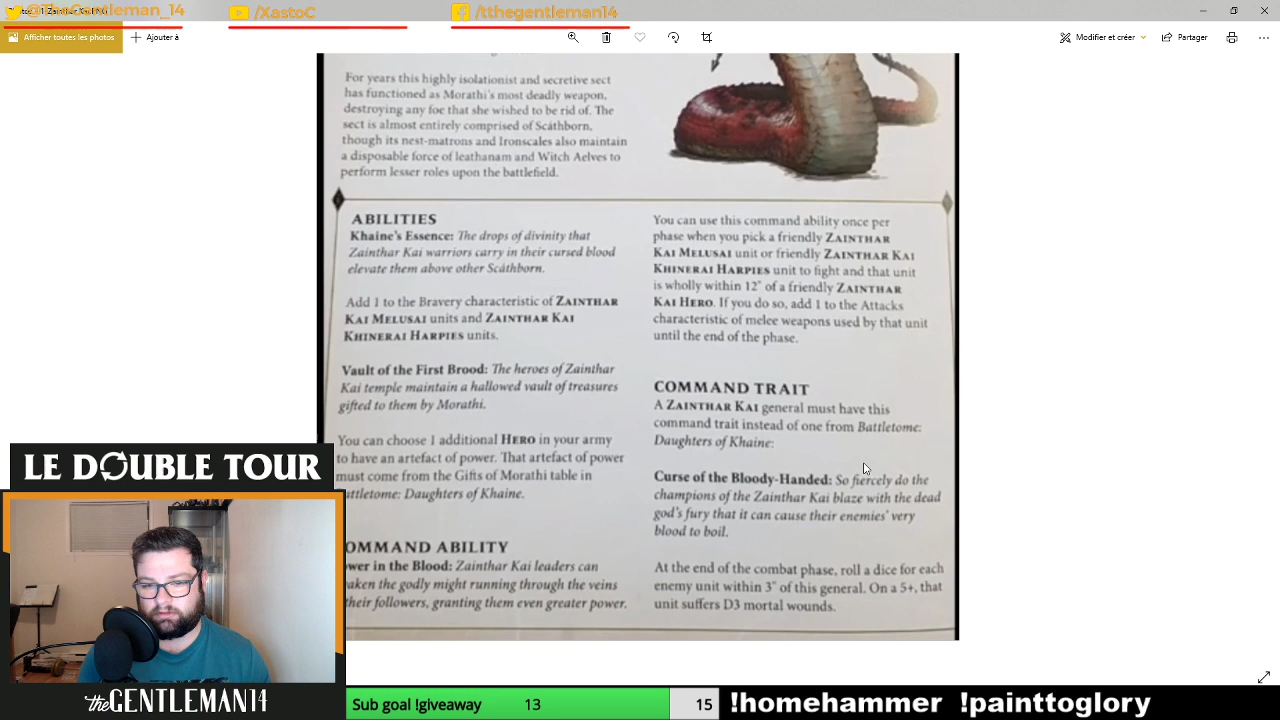 @TheGentleman_14
/XastoC
/tthegentleman14
Afficher toutes les photos
Ajouter à
Modifier et créer
Partager
For years this highly isolationist and secretive sect
has functioned as Morathi's most deadly weapon,
destroying any foe that she wished to be rid of. The
sect is almost entirely comprised of Scáthborn,
though its nest-matrons and Ironscales also maintain
a disposable force of leathanam and Witch Aelves to
perform lesser roles upon the battlefield.
ABILITIES
Khaine's Essence: The drops of divinity that
Zainthar Kai warriors carry in their cursed blood
elevate them above other Scáthborn.
Add 1 to the Bravery characteristic of ZAINTHAR
KAI MELUSAI units and ZAINTHAR KAI
KHINERAI HARPIES units.
Vault of the First Brood: The heroes of Zainthar
Kai temple maintain a hallowed vault of treasures
gifted to them by Morathi.
You can choose 1 additional HERO in your army
to have an artefact of power. That artefact of power
must come from the Gifts of Morathi table in
attletome: Daughters of Khaine.
OMMAND ABILITY
wer in the Blood: Zainthar Kai leaders can
aken the godly might running through the veins
their followers, granting them even greater power.
You can use this command ability once per
phase when you pick a friendly ZAINTHAR
KAI MELUSAI unit or friendly ZAINTHAR KAI
KHINERAI HARPIES unit to fight and that unit
is wholly within 12" of a friendly ZAINTHAR
KAI HERO. If you do so, add 1 to the Attacks
characteristic of melee weapons used by that unit
until the end of the phase.
COMMAND TRAIT
A ZAINTHAR KAI general must have this
command trait instead of one from Battletome:
Daughters of Khaine:
Curse of the Bloody-Handed: So fiercely do the
champions of the Zainthar Kai blaze with the dead
god's fury that it can cause their enemies' very
blood to boil.
At the end of the combat phase, roll a dice for each
enemy unit within 3" of this general. On a 5+, that
unit suffers D3 mortal wounds.
LE DOUBLE TOUR
the GENTLEMAN14
Sub goal !giveaway 13 15
!homehammer !painttoglory